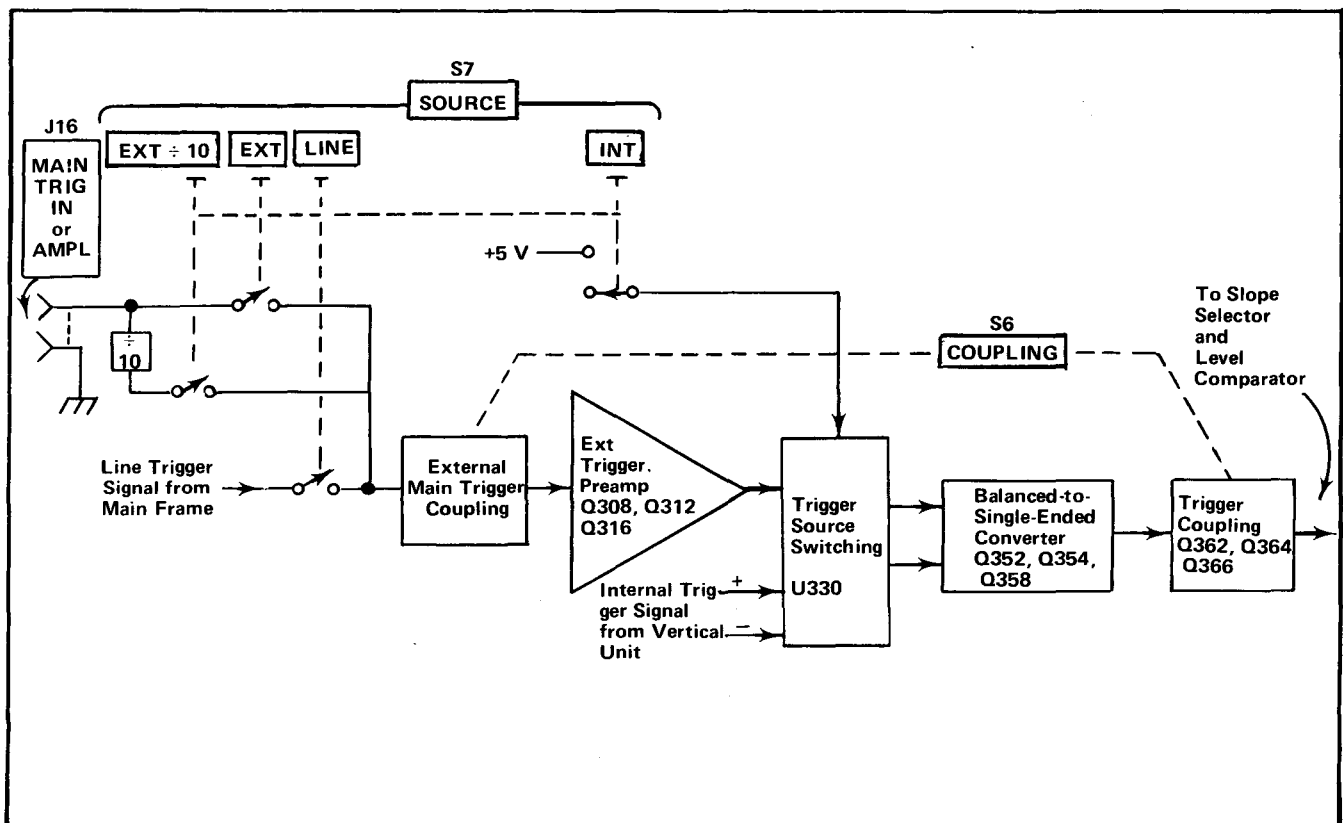 S7
SOURCE
J16
MAIN
TRIG
IN
or
AMPL
EXT ÷ 10
EXT
LINE
INT
+5 V
÷
10
S6
COUPLING
To Slope
Selector
and
Level
Comparator
Line Trigger
Signal from
Main Frame
External
Main Trigger
Coupling
Ext
Trigger.
Preamp
Q308, Q312
Q316
Trigger
Source
Switching
U330
Internal Trig-
ger Signal
from Vertical
Unit
+
−
Balanced-to-
Single-Ended
Converter
Q352, Q354,
Q358
Trigger
Coupling
Q362, Q364
Q366